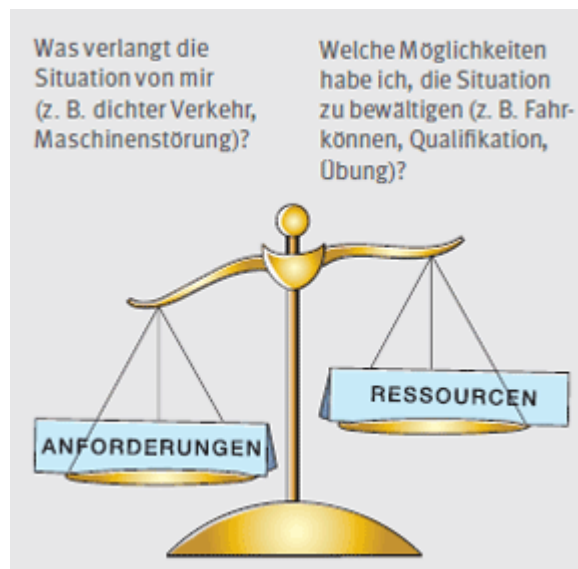 Was verlangt die
Situation von mir
(z. B. dichter Verkehr,
Maschinenstörung)?
Welche Möglichkeiten
habe ich, die Situation
zu bewältigen (z. B. Fahr-
können, Qualifikation,
Übung)?
RESSOURCEN
ANFORDERUNGEN